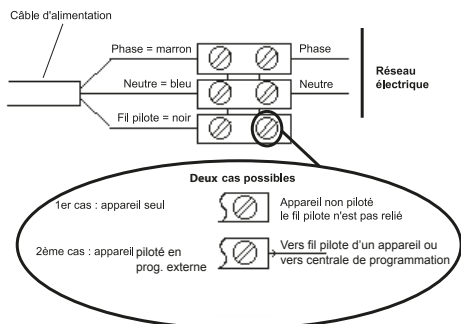 Câble d'alimentation
Phase = marron
Phase
Neutre = bleu
Neutre
Réseau
électrique
Fil pilote = noir
Deux cas possibles
1er cas : appareil seul
Appareil non piloté
le fil pilote n'est pas relié
2ème cas : appareil piloté en
prog. externe
Vers fil pilote d'un appareil ou
vers centrale de programmation